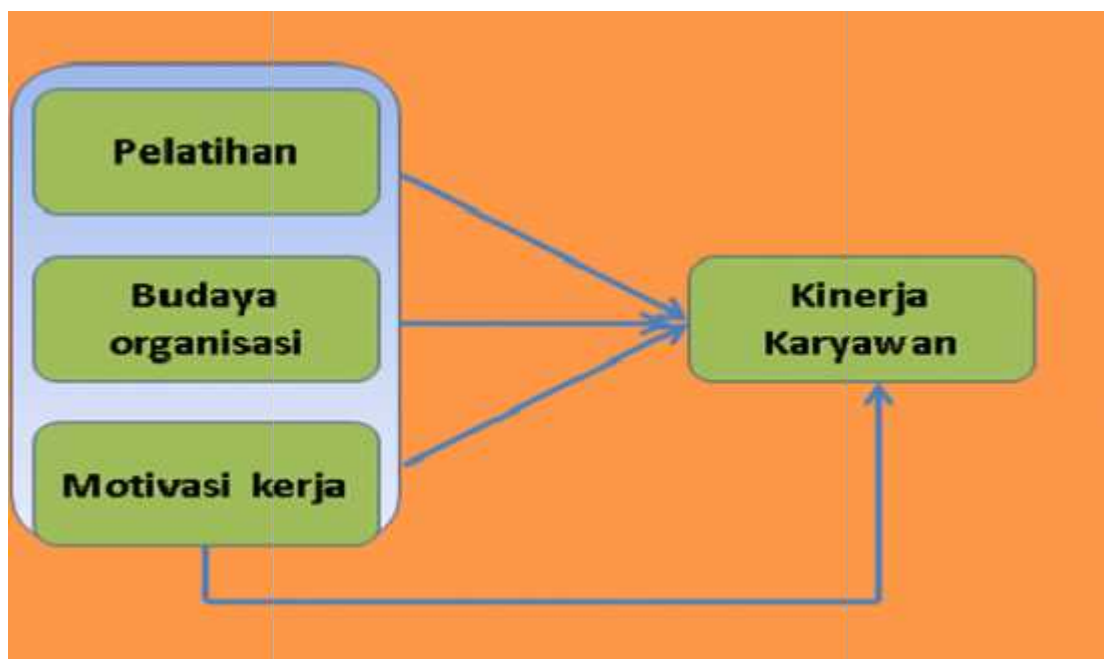 Pelatihan
Budaya
organisasi
Motivasi kerja
Kinerja
Karyawan